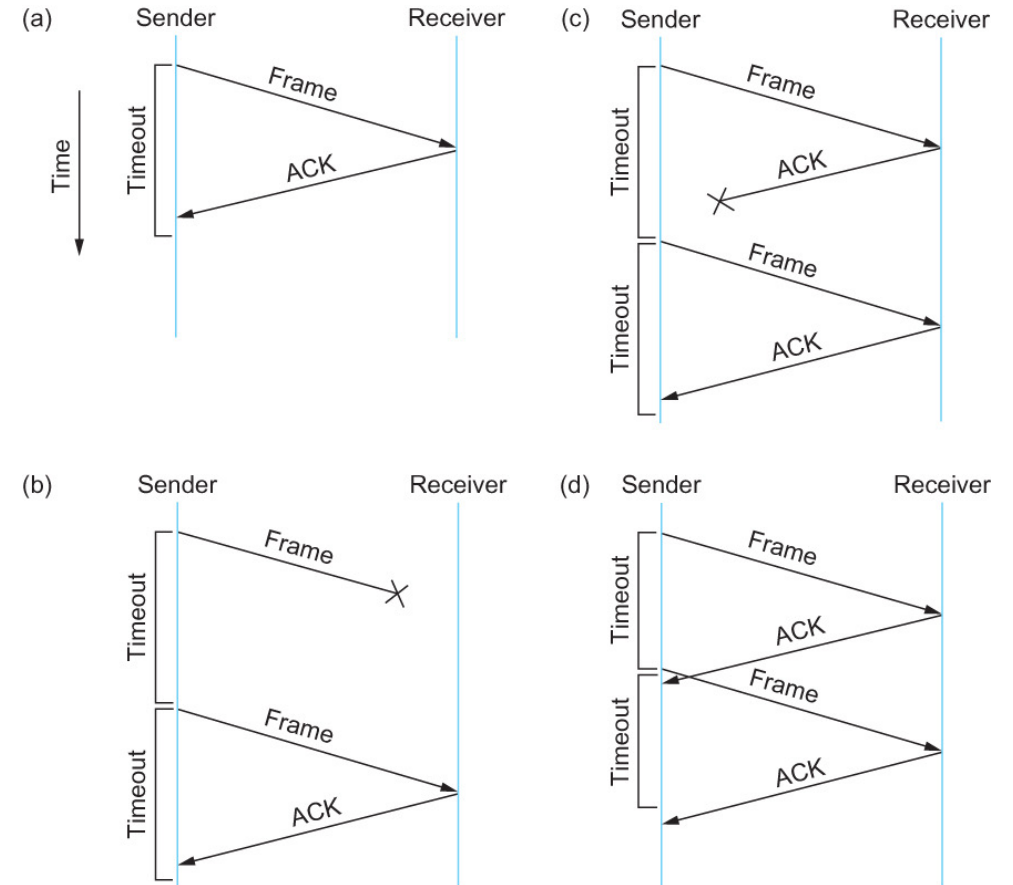 (a)
Sender
Receiver
Time
Timeout
Frame
ACK
(c)
Sender
Receiver
Timeout
Frame
ACK
Timeout
Frame
ACK
(b)
Sender
Receiver
Timeout
Frame
Timeout
Frame
ACK
(d)
Sender
Receiver
Timeout
Frame
ACK
Timeout
Frame
ACK